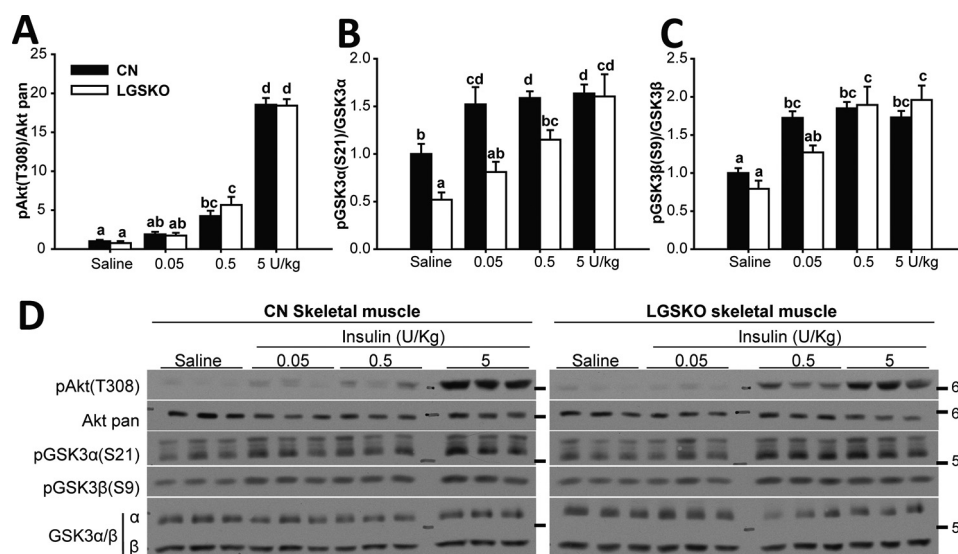 A
pAkt(T308)/Akt pan
25
20
15
10
5
0
CN
LGSKO
a a ab ab bc c d d
Saline 0.05 0.5 5 U/kg
B
pGSK3α(S21)/GSK3α
2.0
1.5
1.0
0.5
0.0
b a cd ab d bc d cd
Saline 0.05 0.5 5 U/kg
C
pGSK3β(S9)/GSK3β
2.5
2.0
1.5
1.0
0.5
0.0
a a bc ab bc c bc c
Saline 0.05 0.5 5 U/kg
D
CN Skeletal muscle LGSKO skeletal muscle
Insulin (U/Kg) Insulin (U/Kg)
Saline 0.05 0.5 5 Saline 0.05 0.5 5
pAkt(T308) 6
Akt pan 6
pGSK3α(S21) 5
pGSK3β(S9)
GSK3α/β α β 5